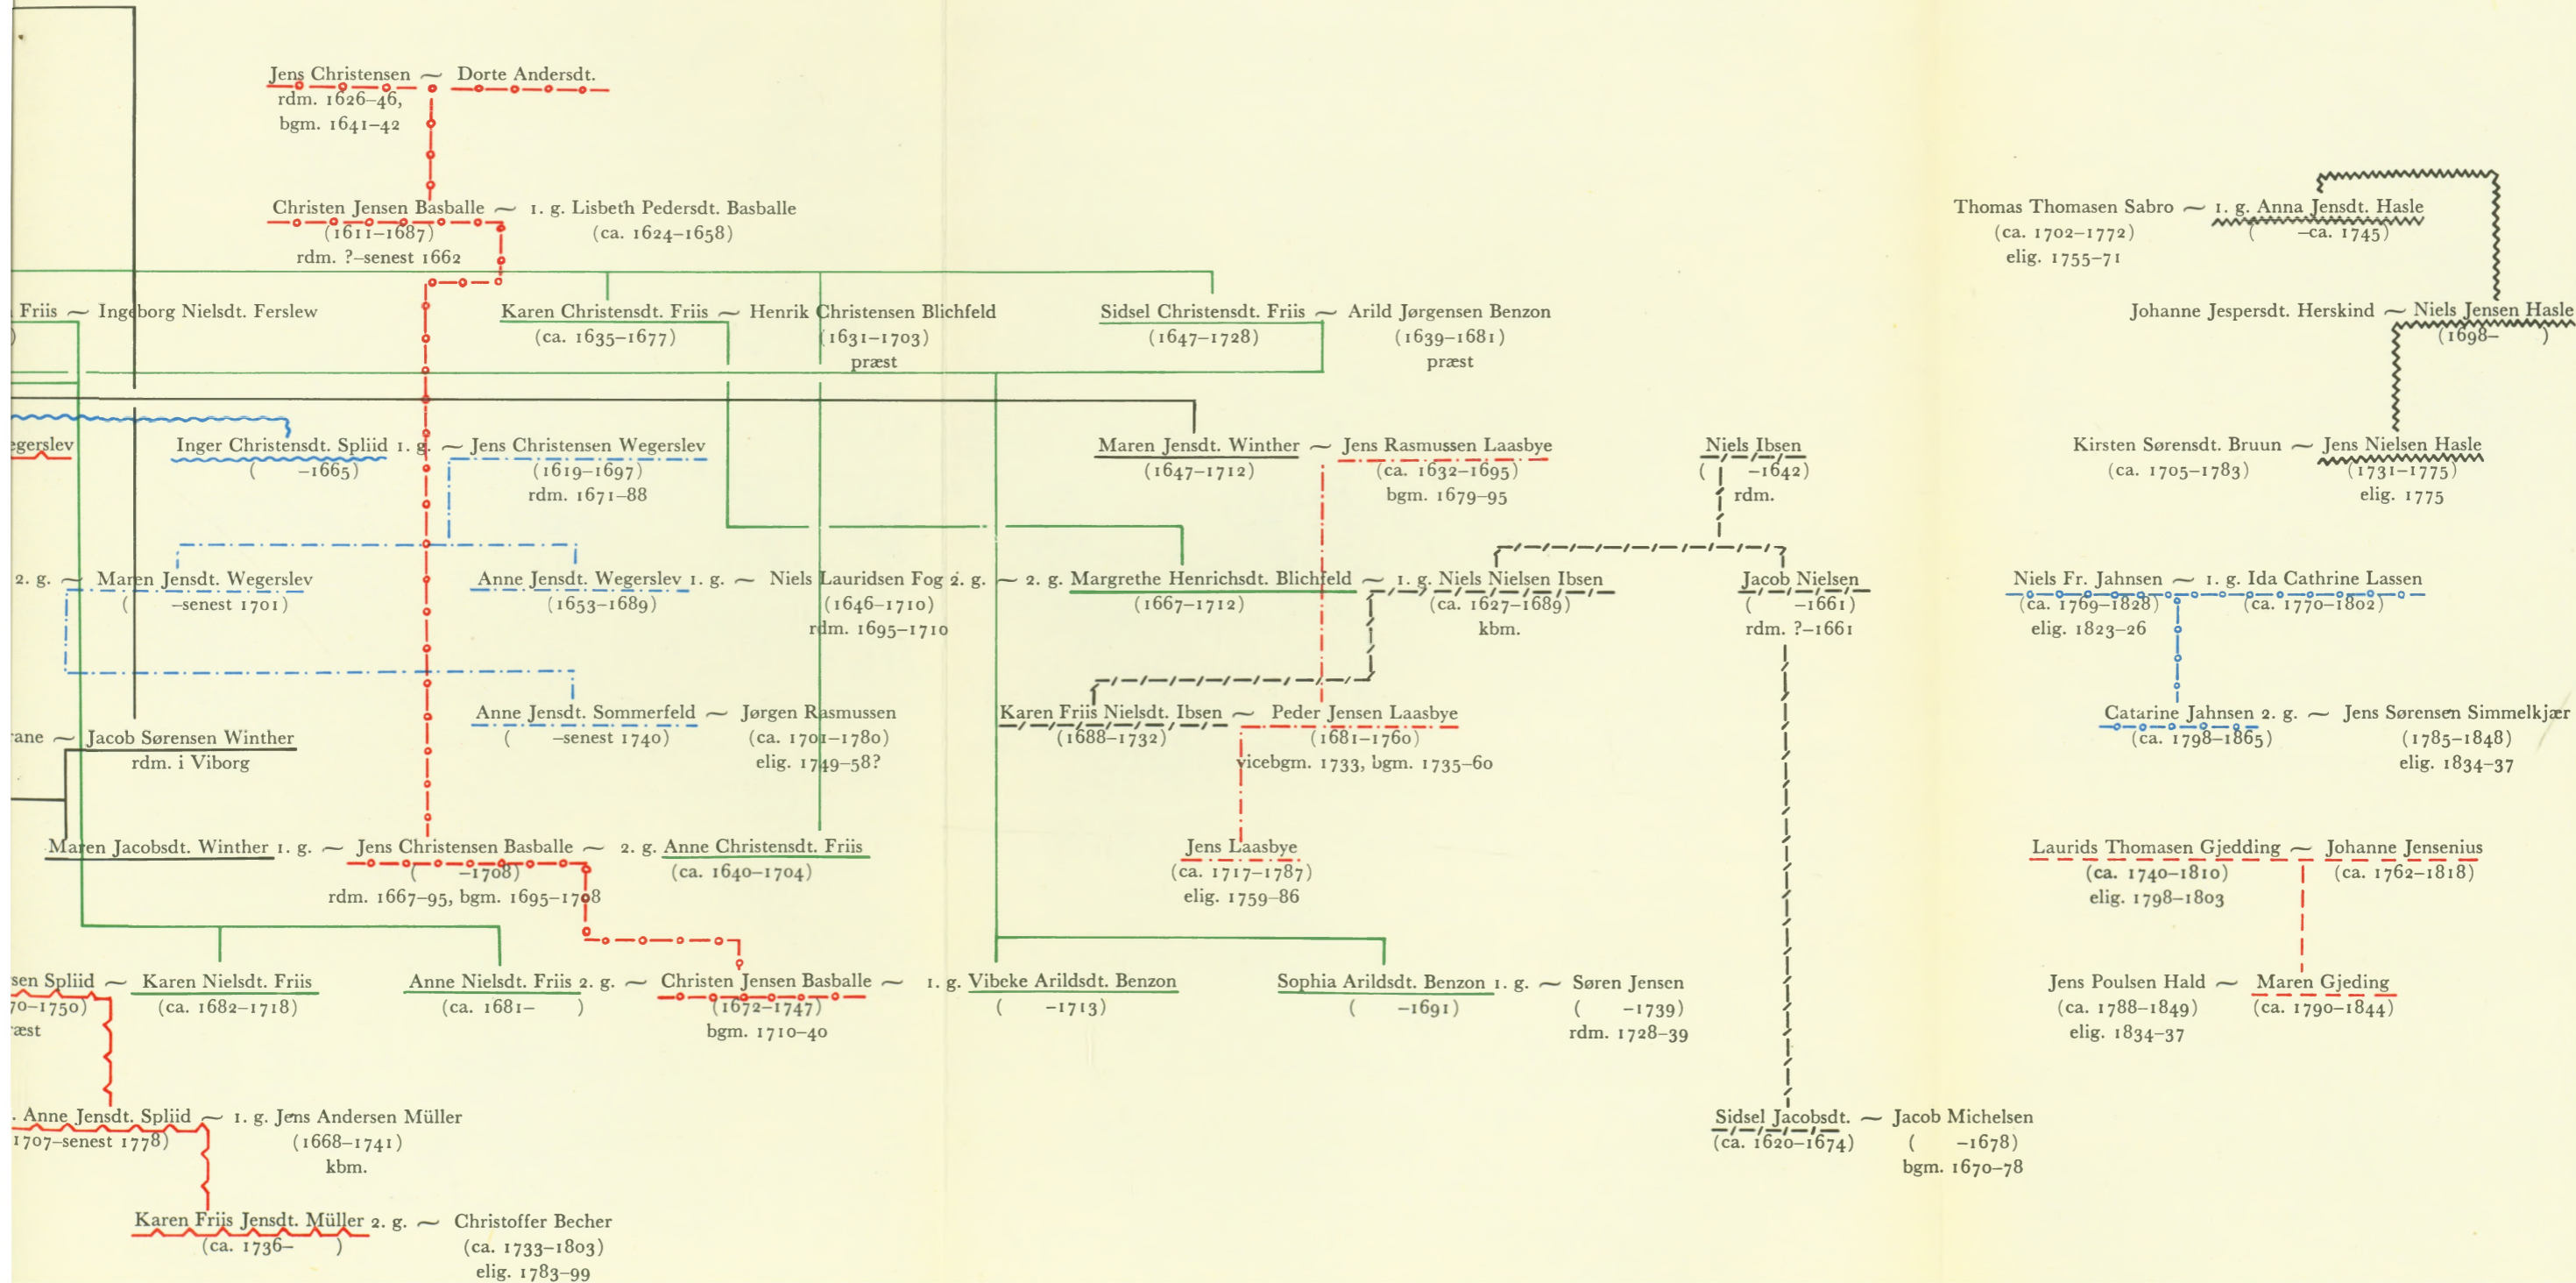 Jens Christensen ~ Dorte Andersdt.
rdm. 1626–46,
bgm. 1641–42
Christen Jensen Basballe ~ 1. g. Lisbeth Pedersdt. Basballe
(1611–1687) (ca. 1624–1658)
rdm. ?–senest 1662
Thomas Thomasen Sabro ~ 1. g. Anna Jensdt. Hasle
(ca. 1702–1772) ( –ca. 1745)
elig. 1755–71
Friis ~ Ingeborg Nielsdt. Ferslew
)
Karen Christensdt. Friis ~ Henrik Christensen Blichfeld
(ca. 1635–1677) (1631–1703)
præst
Sidsel Christensdt. Friis ~ Arild Jørgensen Benzon
(1647–1728) (1639–1681)
præst
Johanne Jespersdt. Herskind ~ Niels Jensen Hasle
(1698– )
egerslev
Inger Christensdt. Spliid 1. g. ~ Jens Christensen Wegerslev
( –1665) (1619–1697)
rdm. 1671–88
Maren Jensdt. Winther ~ Jens Rasmussen Laasbye
(1647–1712) (ca. 1632–1695)
bgm. 1679–95
Niels Ibsen
( –1642)
rdm.
Kirsten Sørensdt. Bruun ~ Jens Nielsen Hasle
(ca. 1705–1783) (1731–1775)
elig. 1775
2. g. ~ Maren Jensdt. Wegerslev
( –senest 1701)
Anne Jensdt. Wegerslev 1. g. ~ Niels Lauridsen Fog 2. g. ~ 2. g. Margrethe Henrichsdt. Blichfeld ~ 1. g. Niels Nielsen Ibsen
(1653–1689) (1646–1710) (1667–1712) (ca. 1627–1689)
rdm. 1695–1710 kbm.
Jacob Nielsen
( –1661)
rdm. ?–1661
Niels Fr. Jahnsen ~ 1. g. Ida Cathrine Lassen
(ca. 1769–1828) (ca. 1770–1802)
elig. 1823–26
ane ~ Jacob Sørensen Winther
rdm. i Viborg
Anne Jensdt. Sommerfeld ~ Jørgen Rasmussen
( –senest 1740) (ca. 1701–1780)
elig. 1749–58?
Karen Friis Nielsdt. Ibsen ~ Peder Jensen Laasbye
(1688–1732) (1681–1760)
vicebgm. 1733, bgm. 1735–60
Catarine Jahnsen 2. g. ~ Jens Sørensen Simmelkjær
(ca. 1798–1865) (1785–1848)
elig. 1834–37
Maren Jacobsdt. Winther 1. g. ~ Jens Christensen Basballe ~ 2. g. Anne Christensdt. Friis
( –1708) (ca. 1640–1704)
rdm. 1667–95, bgm. 1695–1708
Jens Laasbye
(ca. 1717–1787)
elig. 1759–86
Laurids Thomasen Gjedding ~ Johanne Jensenius
(ca. 1740–1810) (ca. 1762–1818)
elig. 1798–1803
sen Spliid ~ Karen Nielsdt. Friis
70–1750) (ca. 1682–1718)
æst
Anne Nielsdt. Friis 2. g. ~ Christen Jensen Basballe ~ 1. g. Vibeke Arildsdt. Benzon
(ca. 1681– ) (1672–1747) ( –1713)
bgm. 1710–40
Sophia Arildsdt. Benzon 1. g. ~ Søren Jensen
( –1691) ( –1739)
rdm. 1728–39
Jens Poulsen Hald ~ Maren Gjeding
(ca. 1788–1849) (ca. 1790–1844)
elig. 1834–37
. Anne Jensdt. Spliid ~ 1. g. Jens Andersen Müller
1707–senest 1778) (1668–1741)
kbm.
Sidsel Jacobsdt. ~ Jacob Michelsen
(ca. 1620–1674) ( –1678)
bgm. 1670–78
Karen Friis Jensdt. Müller 2. g. ~ Christoffer Becher
(ca. 1736– ) (ca. 1733–1803)
elig. 1783–99